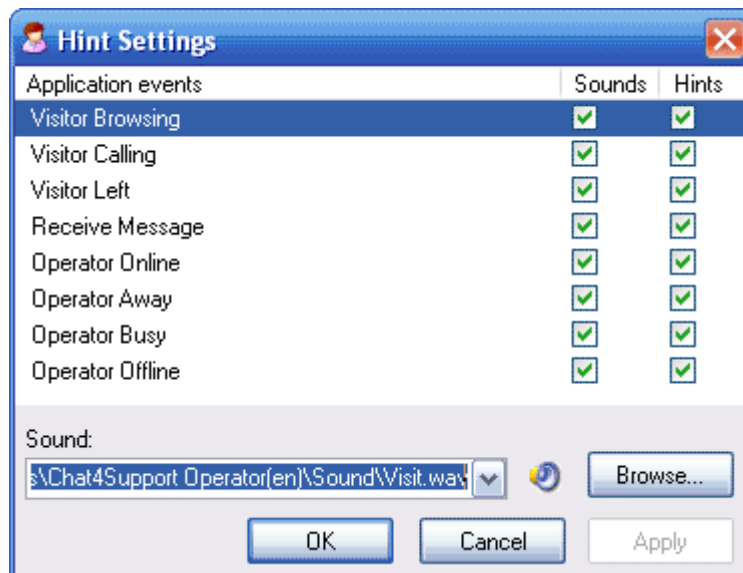 Hint Settings
Application events Sounds Hints
Visitor Browsing
Visitor Calling
Visitor Left
Receive Message
Operator Online
Operator Away
Operator Busy
Operator Offline
Sound:
s\Chat4Support Operator(en)\Sound\Visit.wav Browse...
OK Cancel Apply